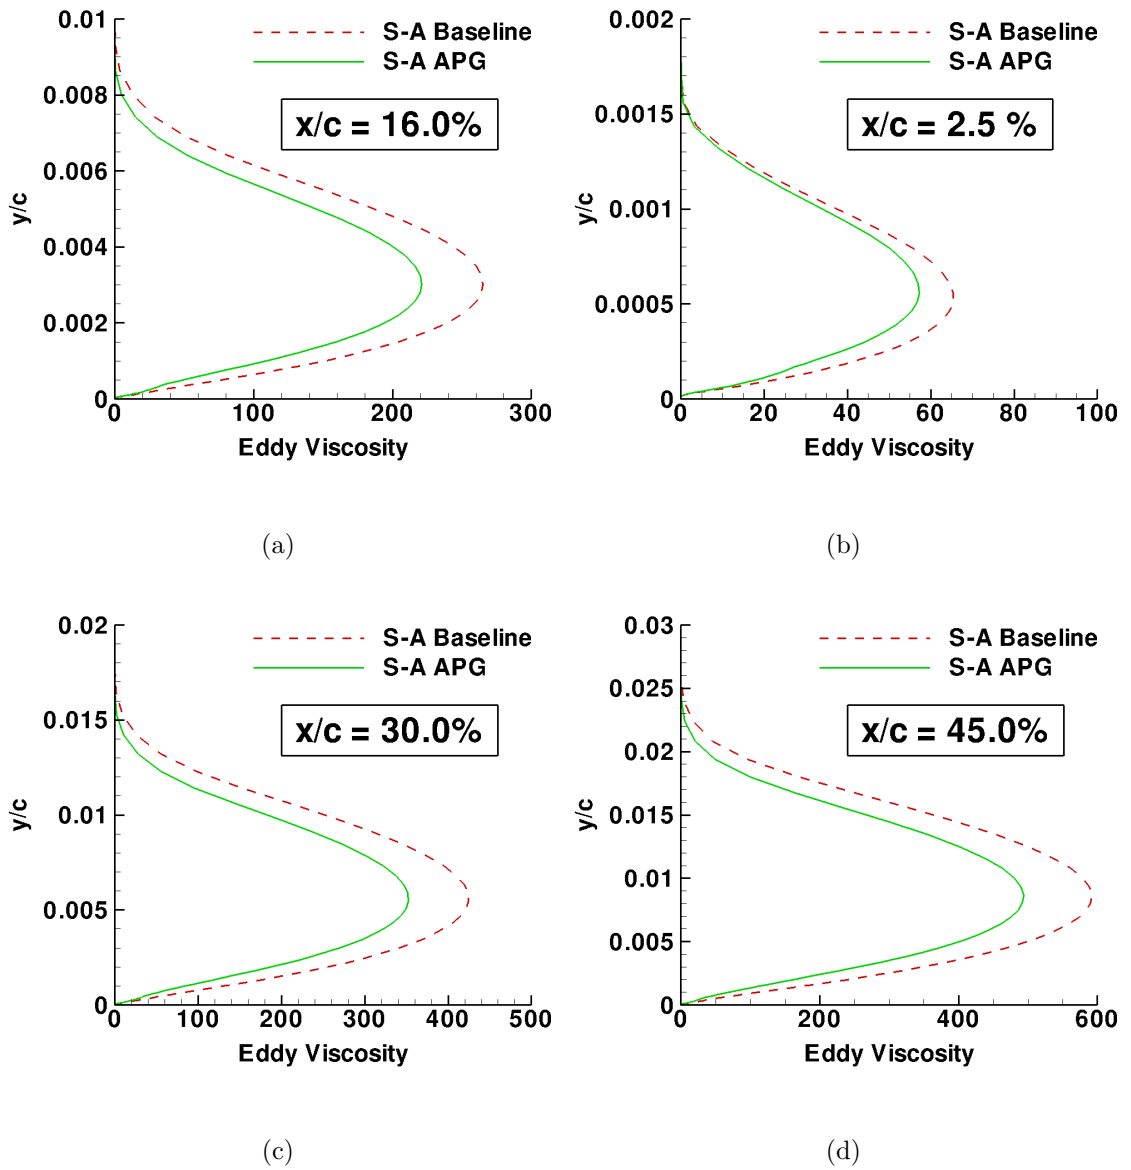 0.01
0.008
0.006
0.004
0.002
0
y/c
S-A Baseline
S-A APG
x/c = 16.0%
0 100 200 300
Eddy Viscosity
(a)
0.002
0.0015
0.001
0.0005
0
y/c
S-A Baseline
S-A APG
x/c = 2.5 %
0 20 40 60 80 100
Eddy Viscosity
(b)
0.02
0.015
0.01
0.005
0
y/c
S-A Baseline
S-A APG
x/c = 30.0%
0 100 200 300 400 500
Eddy Viscosity
(c)
0.03
0.025
0.02
0.015
0.01
0.005
0
y/c
S-A Baseline
S-A APG
x/c = 45.0%
0 200 400 600
Eddy Viscosity
(d)